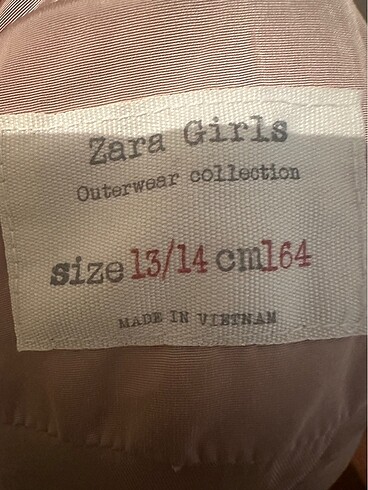 Zara Girls
Outerwear collection
size 13/14 cm164
MADE IN VIETNAM